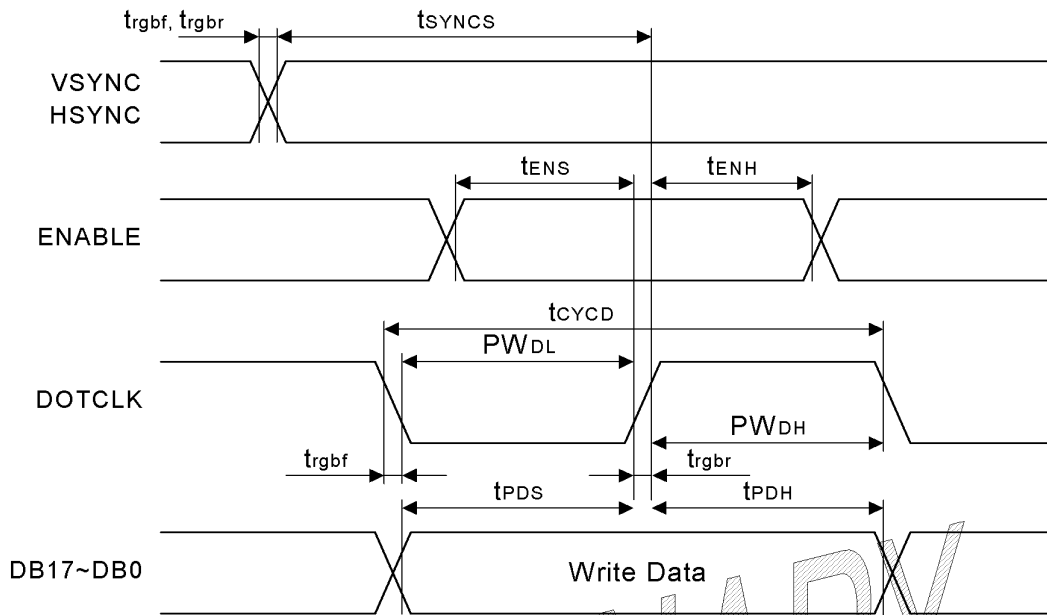 trgbf, trgbr
tSYNCS
VSYNC
HSYNC
tENS
tENH
ENABLE
tCYCD
PWDL
DOTCLK
PWDH
trgbf
trgbr
tPDS
tPDH
DB17~DB0
Write Data